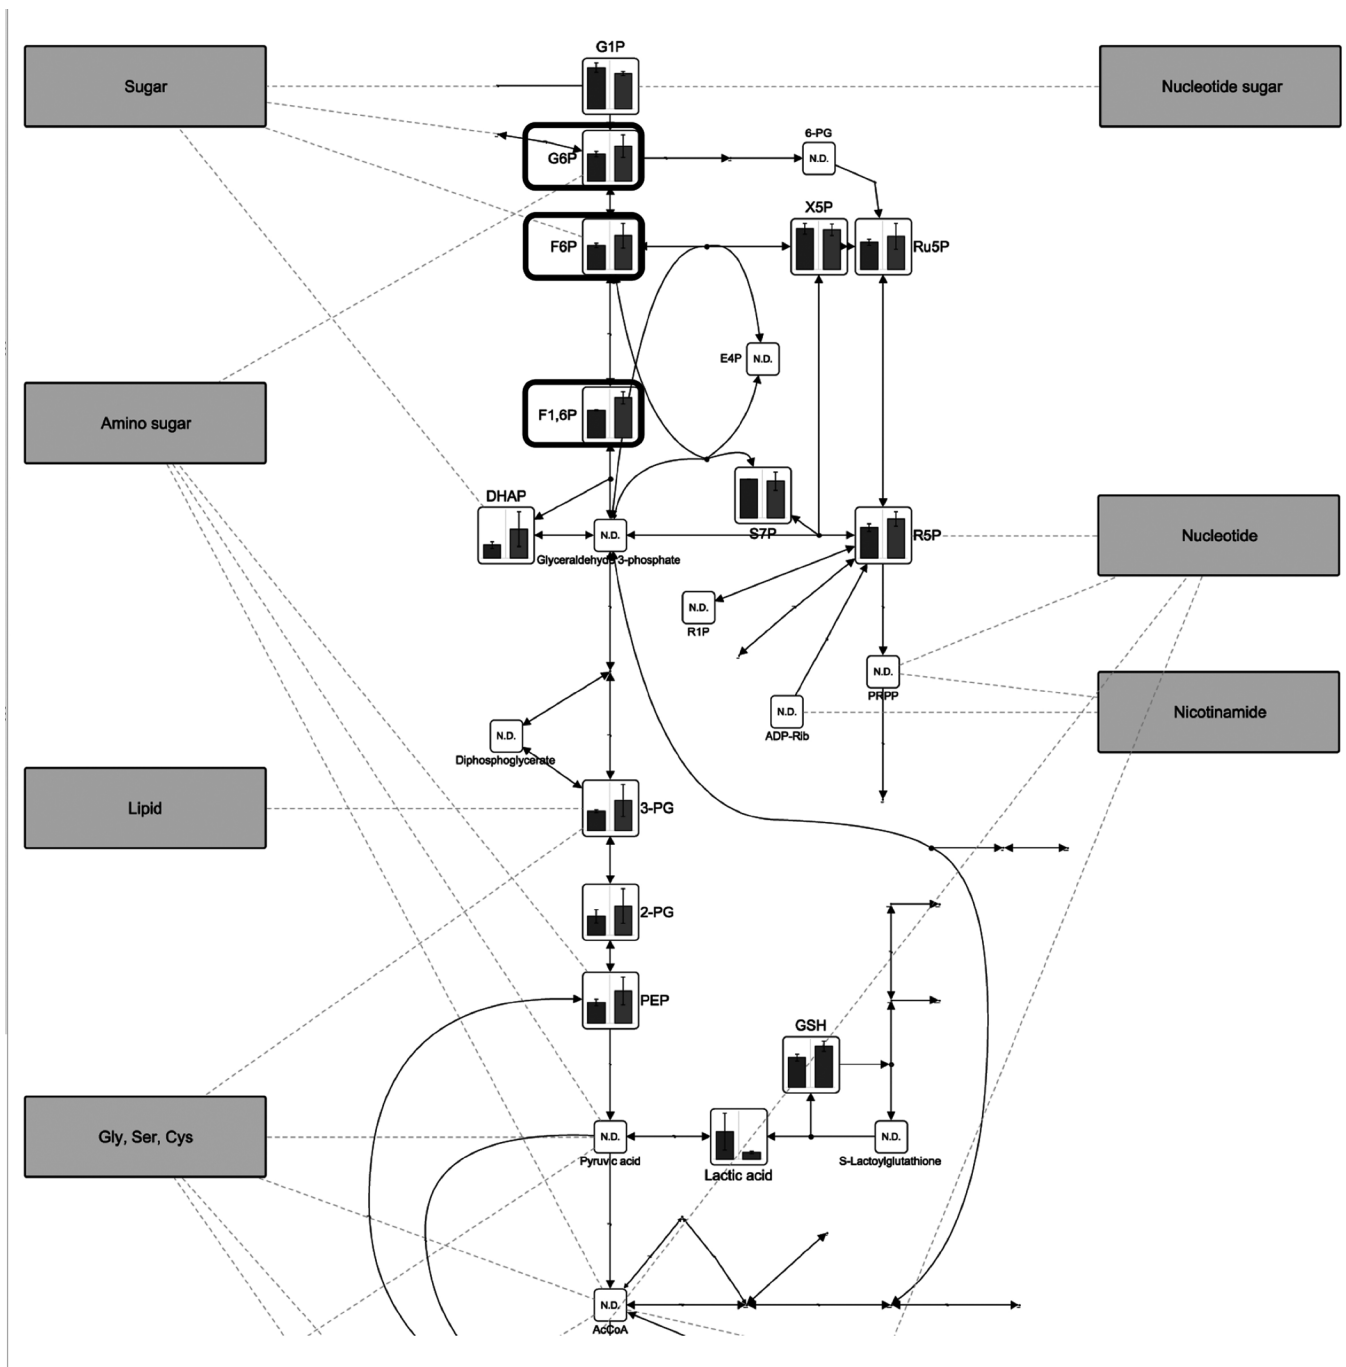 G1P
Sugar
Nucleotide sugar
6-PG
G6P
N.D.
X5P
F6P
Ru5P
E4P
N.D.
Amino sugar
F1,6P
DHAP
S7P
N.D.
R5P
Nucleotide
Glyceraldehyde 3-phosphate
N.D.
R1P
N.D.
PRPP
N.D.
ADP-Rib
Nicotinamide
N.D.
Diphosphoglycerate
Lipid
3-PG
2-PG
PEP
GSH
Gly, Ser, Cys
N.D.
Pyruvic acid
N.D.
S-Lactoylglutathione
Lactic acid
N.D.
AcCoA